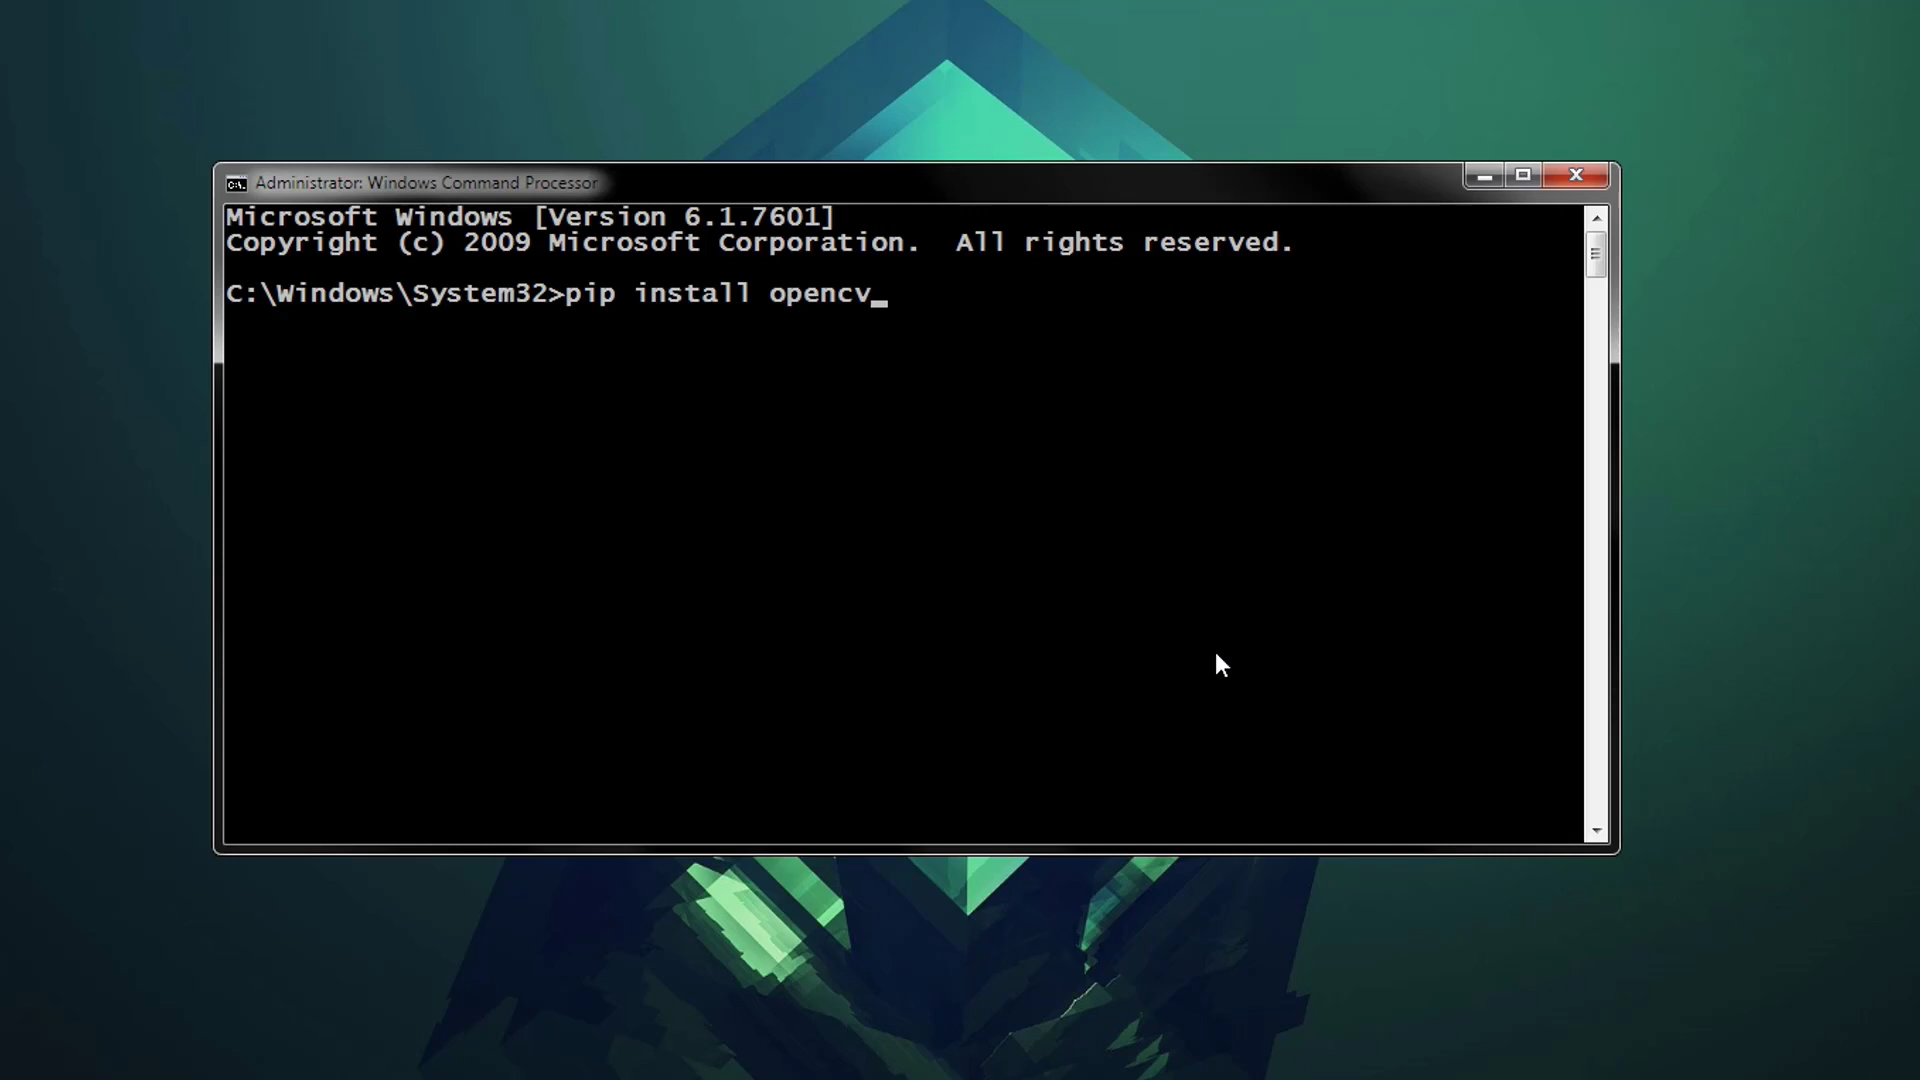 Administrator: Windows Command Processor
Microsoft Windows [Version 6.1.7601]
Copyright (c) 2009 Microsoft Corporation.  All rights reserved.
C:\Windows\System32>pip install opencv_